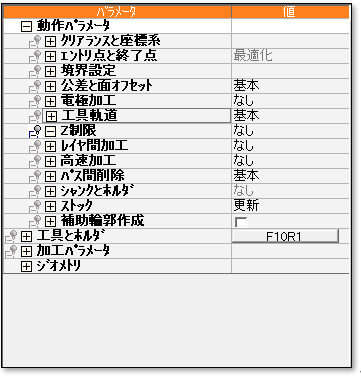 ﾊﾟﾗﾒｰﾀ 値
動作ﾊﾟﾗﾒｰﾀ
ｸﾘｱﾗﾝｽと座標系
ｴﾝﾄﾘ点と終了点 最適化
境界設定
公差と面オフセット 基本
電極加工 なし
工具軌道 基本
Z制限 なし
ﾚｲﾔ間加工 なし
高速加工 なし
ﾊﾟｽ間削除 基本
ｼｬﾝｸとﾎﾙﾀﾞ なし
ｽﾄｯｸ 更新
補助輪郭作成
工具とﾎﾙﾀﾞ F10R1
加工ﾊﾟﾗﾒｰﾀ
ｼﾞｵﾒﾄﾘ